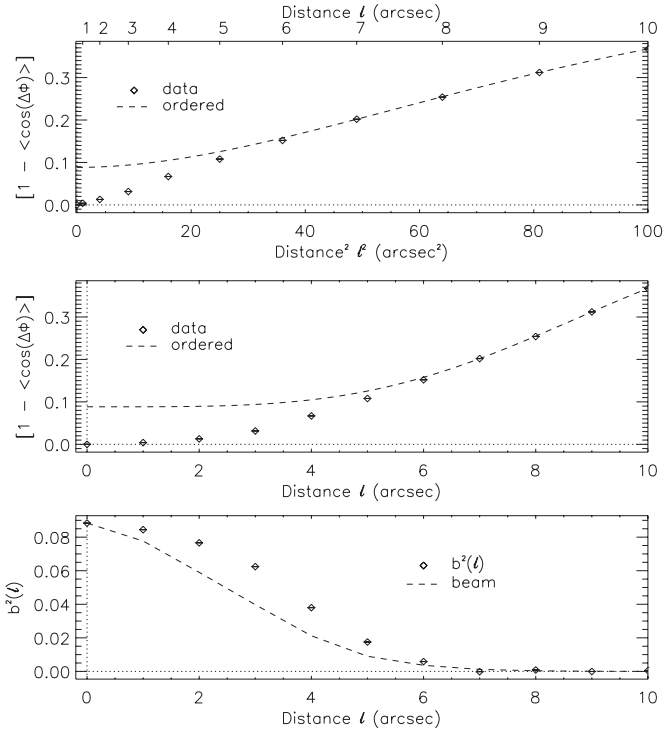 Distance ℓ (arcsec)
1 2 3 4 5 6 7 8 9 10
[1 − <cos(ΔΦ)>]
0.3
0.2
0.1
0.0
data
ordered
0 20 40 60 80 100
Distance² ℓ² (arcsec²)
[1 − <cos(ΔΦ)>]
0.3
0.2
0.1
0.0
data
ordered
0 2 4 6 8 10
Distance ℓ (arcsec)
b²(ℓ)
0.08
0.06
0.04
0.02
0.00
b²(ℓ)
beam
0 2 4 6 8 10
Distance ℓ (arcsec)